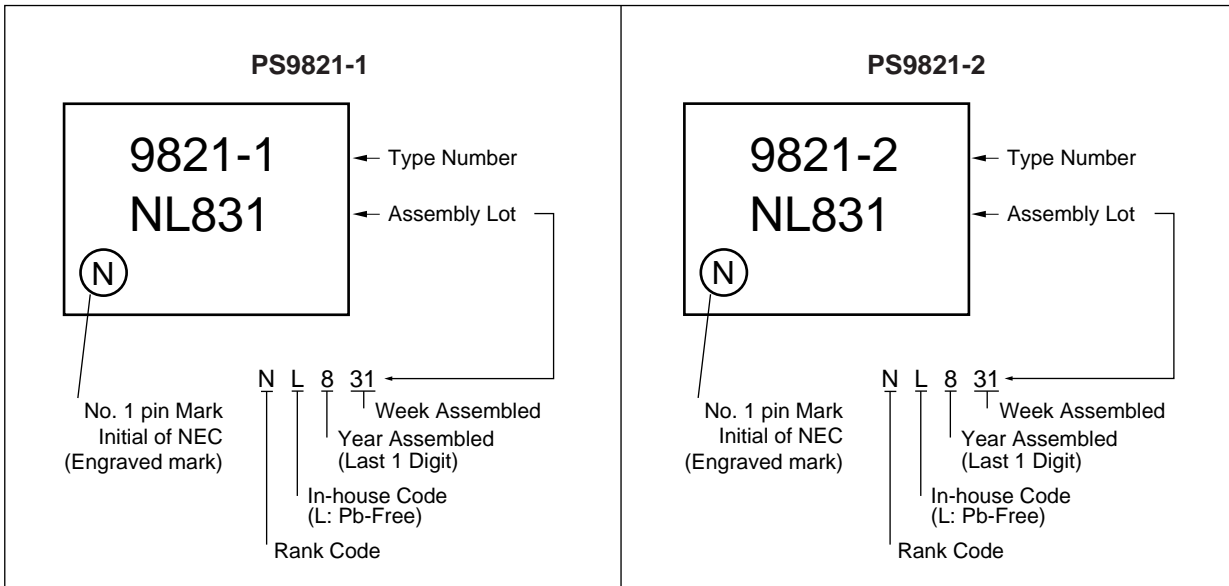 PS9821-1
9821-1
Type Number
NL831
Assembly Lot
N
N L 8 31
No. 1 pin Mark
Initial of NEC
(Engraved mark)
Week Assembled
Year Assembled
(Last 1 Digit)
In-house Code
(L: Pb-Free)
Rank Code
PS9821-2
9821-2
Type Number
NL831
Assembly Lot
N
N L 8 31
No. 1 pin Mark
Initial of NEC
(Engraved mark)
Week Assembled
Year Assembled
(Last 1 Digit)
In-house Code
(L: Pb-Free)
Rank Code